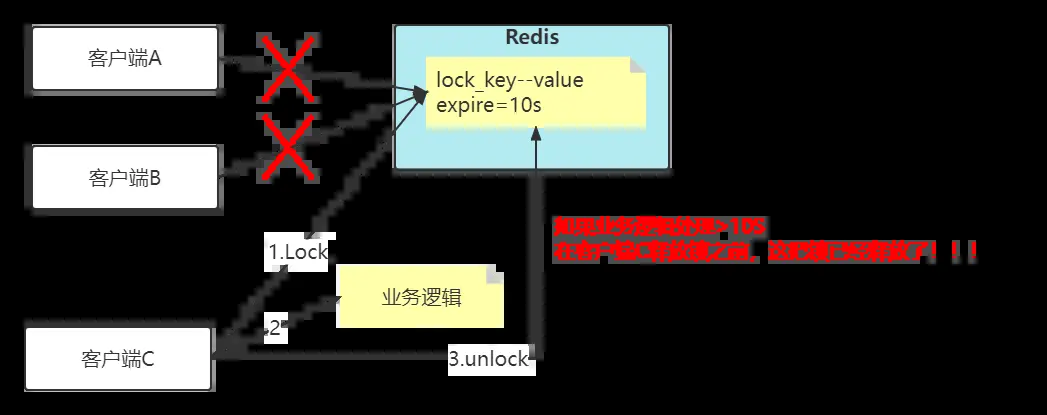 客户端A
Redis
lock_key--value
expire=10s
客户端B
如果业务逻辑处理>10S
在客户端C释放锁之前，这把锁已经释放了！！！
1.Lock
业务逻辑
2
客户端C
3.unlock